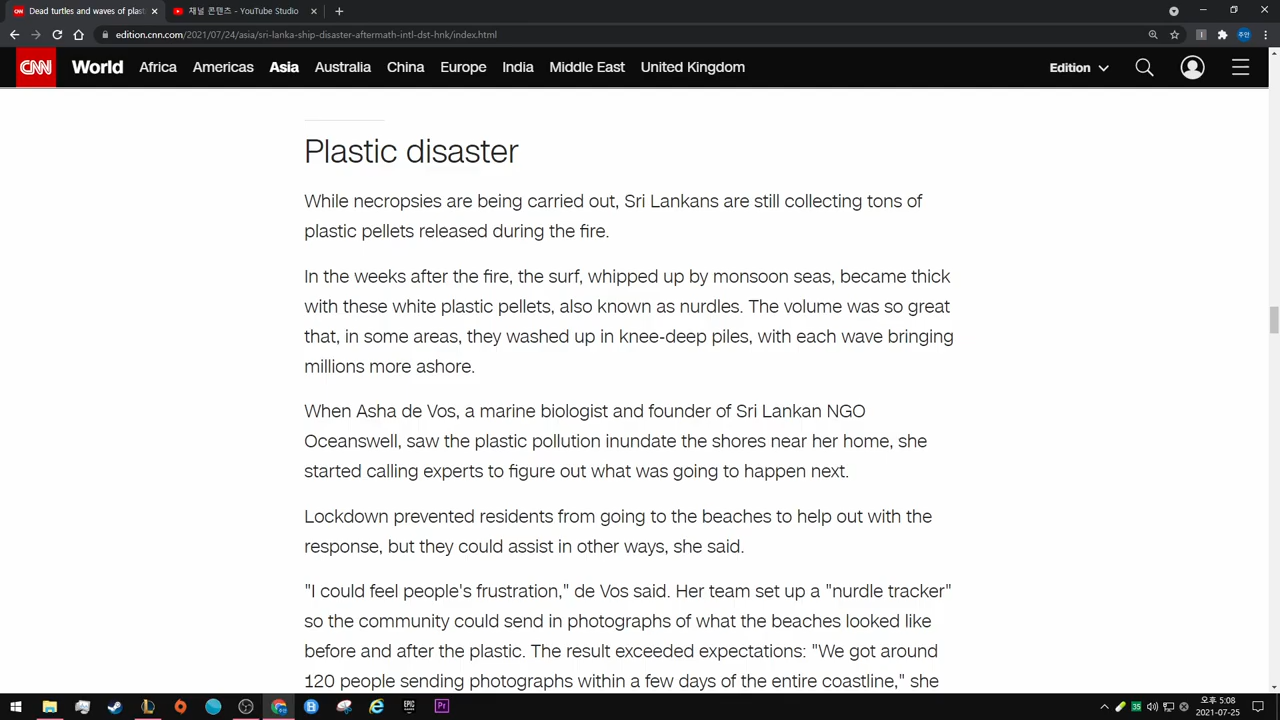 Dead turtles and waves of plast
채널 콘텐츠 - YouTube Studio
edition.cnn.com/2021/07/24/asia/sri-lanka-ship-disaster-aftermath-intl-dst-hnk/index.html
주인
CNN World Africa Americas Asia Australia China Europe India Middle East United Kingdom Edition
Plastic disaster
While necropsies are being carried out, Sri Lankans are still collecting tons of
plastic pellets released during the fire.
In the weeks after the fire, the surf, whipped up by monsoon seas, became thick
with these white plastic pellets, also known as nurdles. The volume was so great
that, in some areas, they washed up in knee-deep piles, with each wave bringing
millions more ashore.
When Asha de Vos, a marine biologist and founder of Sri Lankan NGO
Oceanswell, saw the plastic pollution inundate the shores near her home, she
started calling experts to figure out what was going to happen next.
Lockdown prevented residents from going to the beaches to help out with the
response, but they could assist in other ways, she said.
"I could feel people's frustration," de Vos said. Her team set up a "nurdle tracker"
so the community could send in photographs of what the beaches looked like
before and after the plastic. The result exceeded expectations: "We got around
120 people sending photographs within a few days of the entire coastline," she
EPIC
Pr
35
오후 5:08
2021-07-25